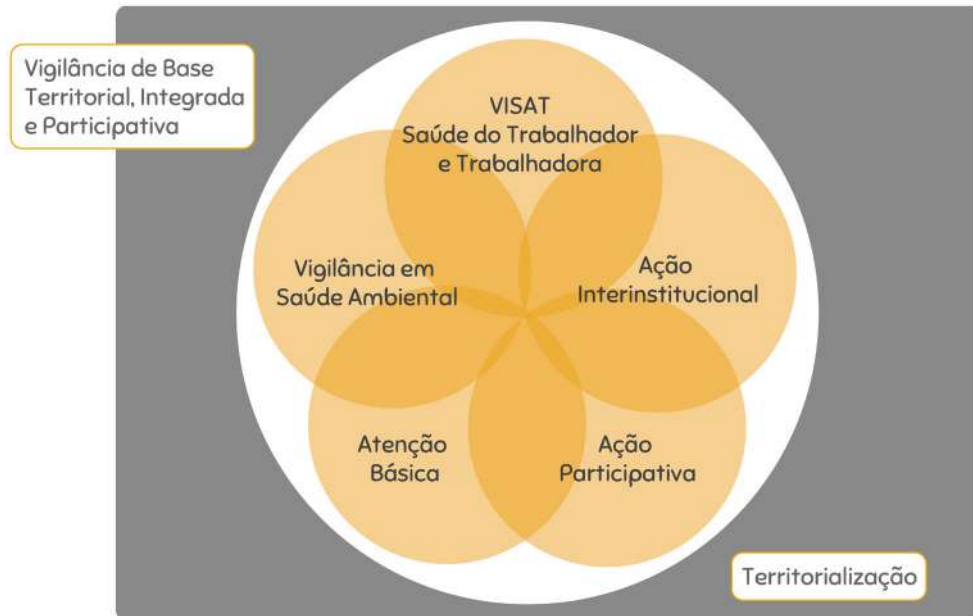 Vigilância de Base
Territorial, Integrada
e Participativa
VISAT
Saúde do Trabalhador
e Trabalhadora
Vigilância em
Saúde Ambiental
Ação
Interinstitucional
Atenção
Básica
Ação
Participativa
Territorialização